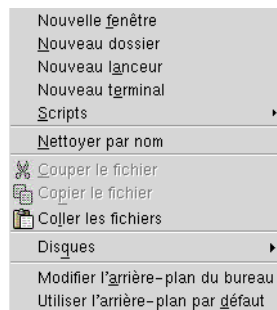 Nouvelle fenêtre
Nouveau dossier
Nouveau lanceur
Nouveau terminal
Scripts
Nettoyer par nom
Couper le fichier
Copier le fichier
Coller les fichiers
Disques
Modifier l'arrière-plan du bureau
Utiliser l'arrière-plan par défaut